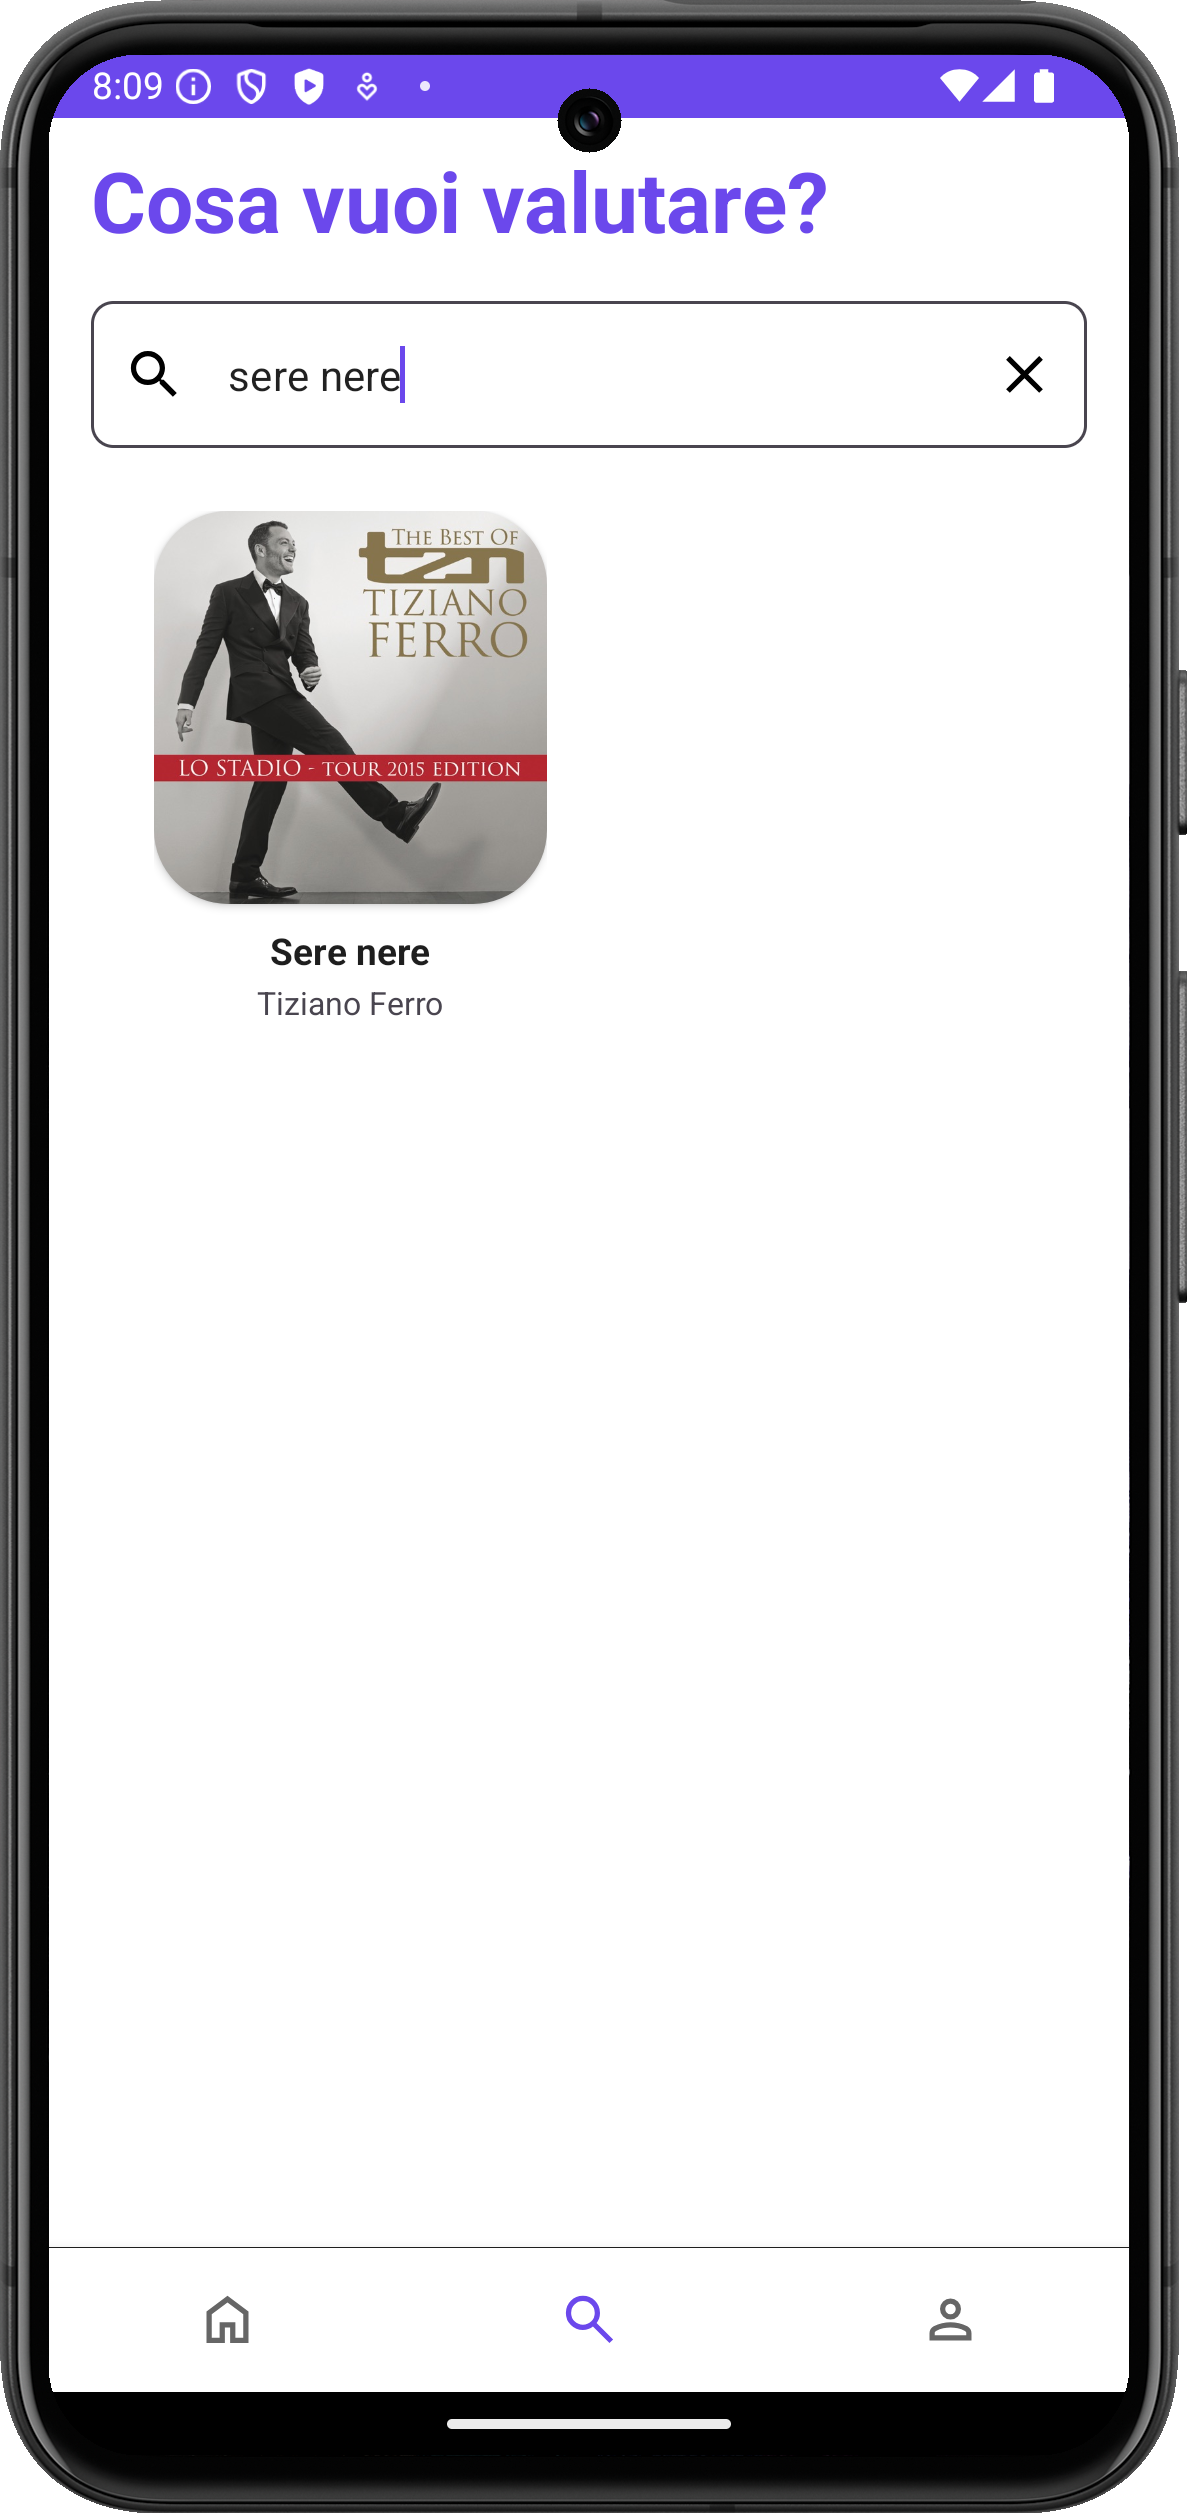 8:09
Cosa vuoi valutare?
sere nere
THE BEST OF
tzn
TIZIANO
FERRO
LO STADIO - TOUR 2015 EDITION
Sere nere
Tiziano Ferro